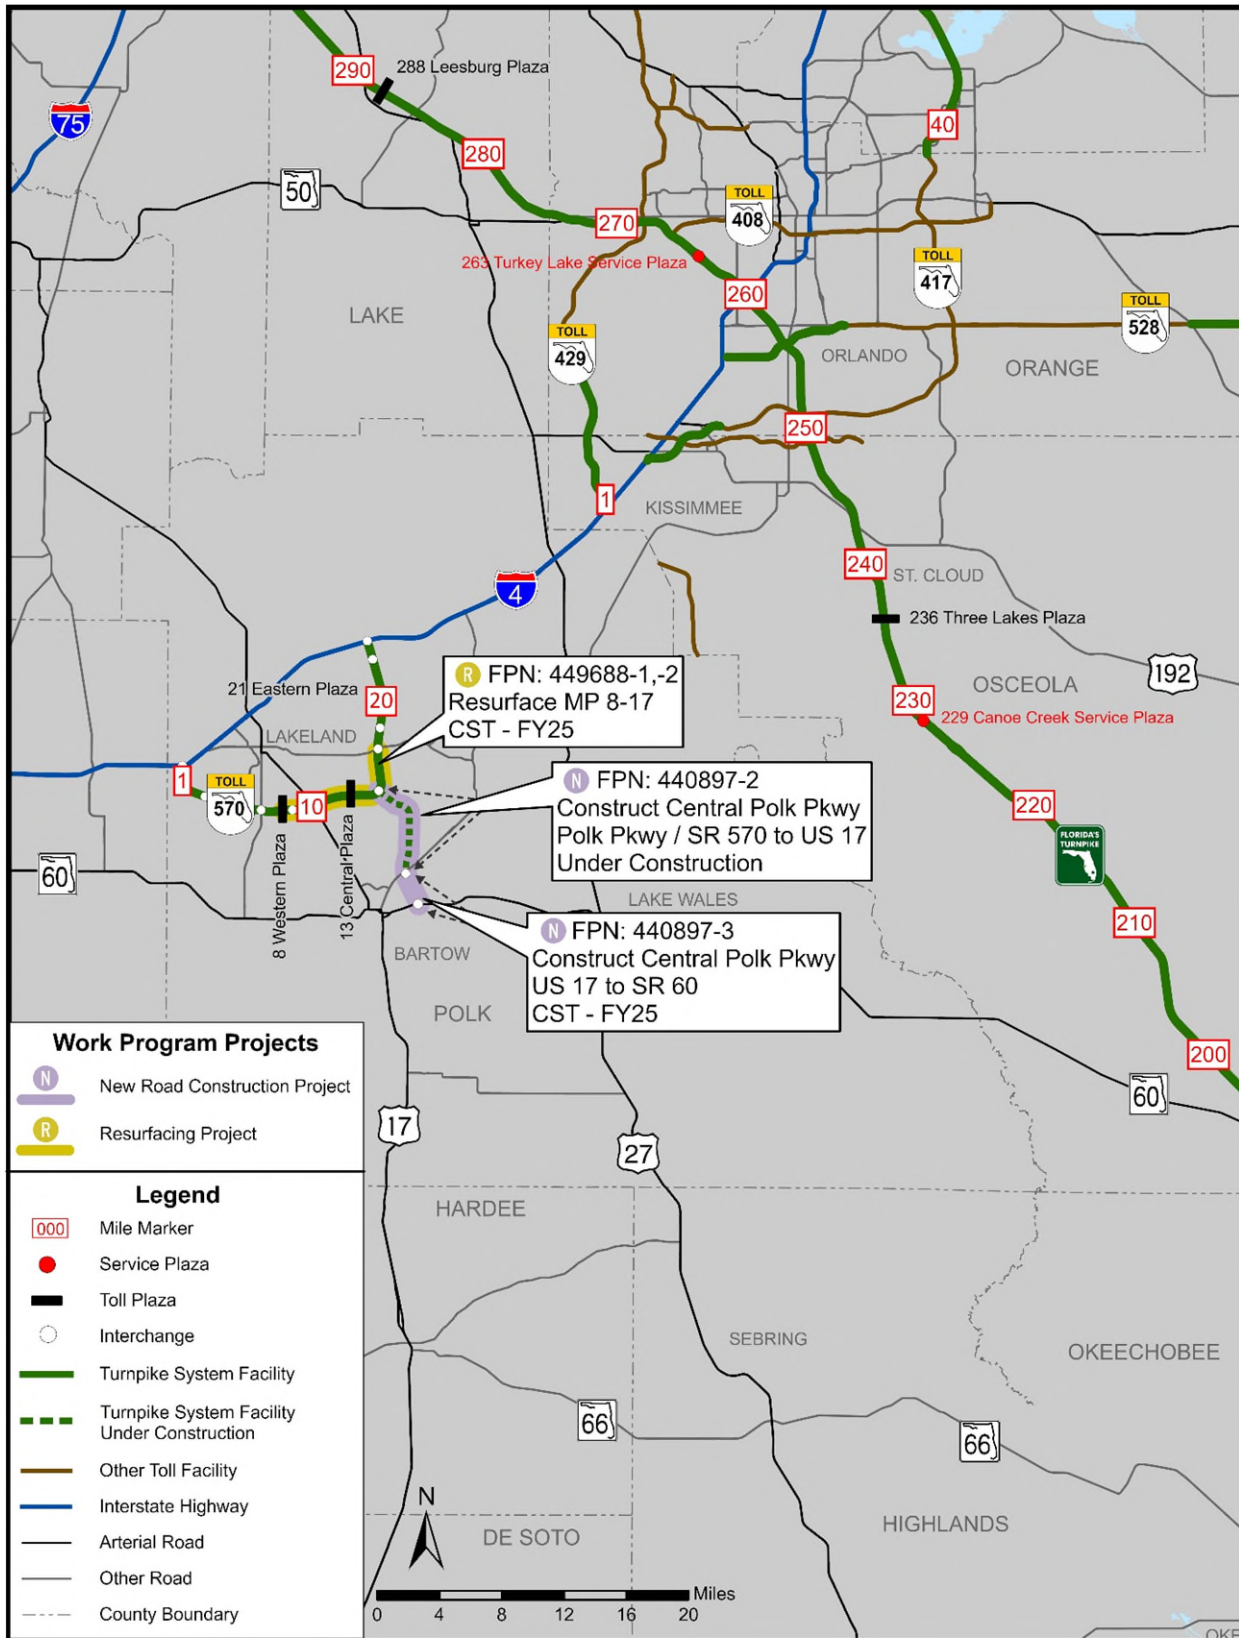 290
288 Leesburg Plaza
75
40
280
50
TOLL
408
270
263 Turkey Lake Service Plaza
TOLL
417
260
LAKE
TOLL
528
TOLL
429
ORLANDO
ORANGE
250
1
KISSIMMEE
240
ST. CLOUD
4
236 Three Lakes Plaza
192
R FPN: 449688-1,-2
Resurface MP 8-17
CST - FY25
21 Eastern Plaza
20
OSCEOLA
230
229 Canoe Creek Service Plaza
LAKELAND
1
TOLL
570
10
N FPN: 440897-2
Construct Central Polk Pkwy
Polk Pkwy / SR 570 to US 17
Under Construction
220
FLORIDA'S
TURNPIKE
60
8 Western Plaza
13 Central Plaza
LAKE WALES
210
BARTOW
N FPN: 440897-3
Construct Central Polk Pkwy
US 17 to SR 60
CST - FY25
POLK
200
60
17
27
HARDEE
SEBRING
OKEECHOBEE
66
66
HIGHLANDS
DE SOTO
Work Program Projects
N New Road Construction Project
R Resurfacing Project
Legend
000 Mile Marker
Service Plaza
Toll Plaza
Interchange
Turnpike System Facility
Turnpike System Facility
Under Construction
Other Toll Facility
Interstate Highway
Arterial Road
Other Road
County Boundary
N
Miles
0 4 8 12 16 20